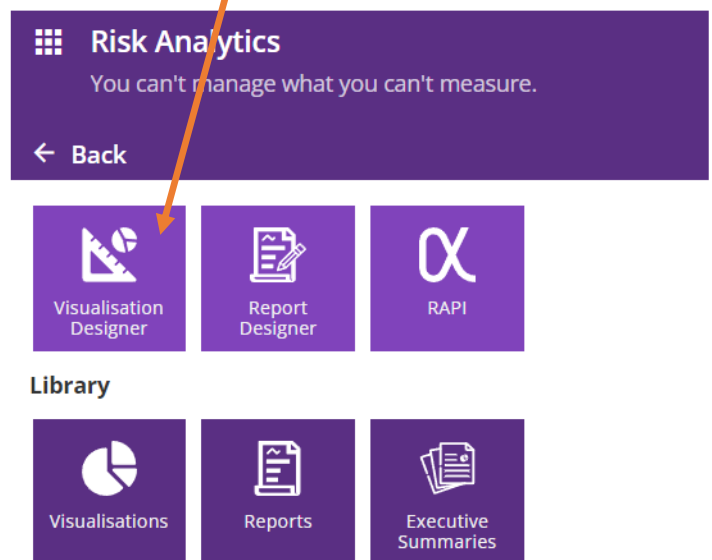 Risk Analytics
You can't manage what you can't measure.
Back
Visualisation
Designer
Report
Designer
RAPI
Library
Visualisations
Reports
Executive
Summaries